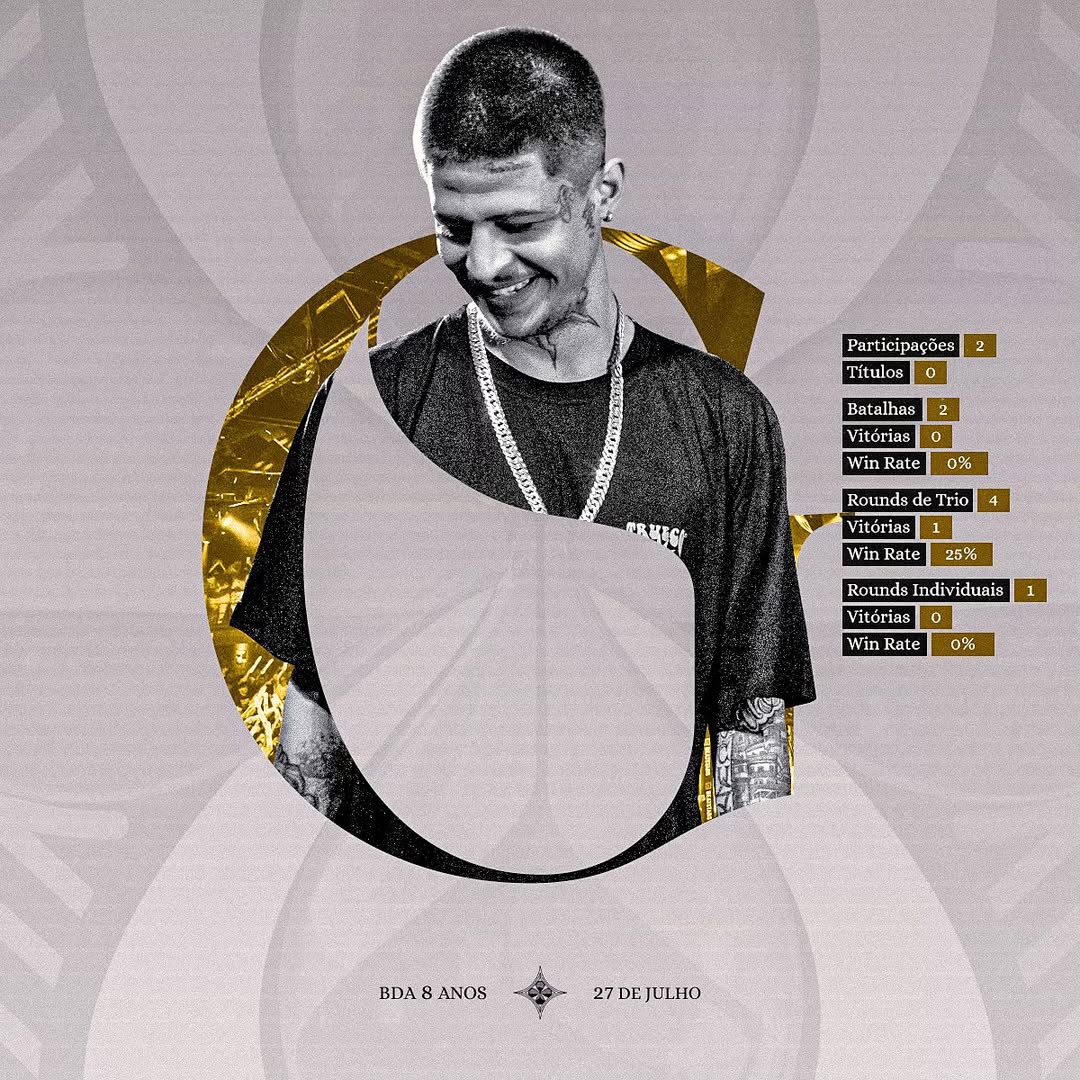 Participações 2
Títulos 0
Batalhas 2
Vitórias 0
Win Rate 0%
Rounds de Trio 4
Vitórias 1
Win Rate 25%
Rounds Individuais 1
Vitórias 0
Win Rate 0%
BDA 8 ANOS 27 DE JULHO